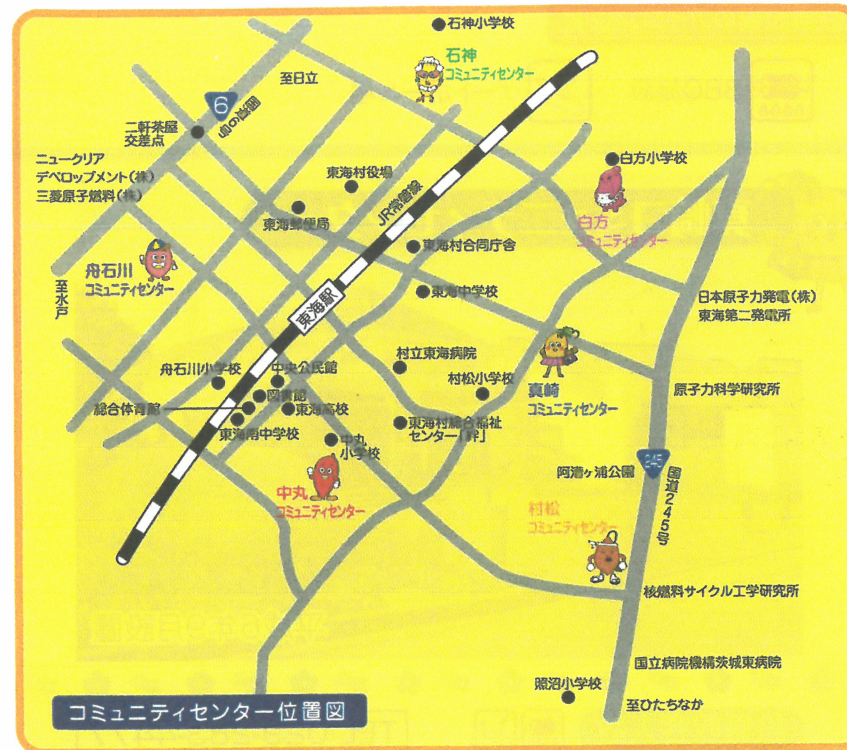 石神小学校
石神
コミュニティセンター
至日立
6
国道6号
二軒茶屋
交差点
ニュークリア
デベロップメント(株)
三菱原子燃料(株)
東海村役場
JR常磐線
白方小学校
東海郵便局
白方
コミュニティセンター
東海村合同庁舎
舟石川
コミュニティセンター
至水戸
東海中学校
東海駅
日本原子力発電(株)
東海第二発電所
村立東海病院
舟石川小学校
中央公民館
村松小学校
真崎
コミュニティセンター
原子力科学研究所
図書館
総合体育館
東海高校
東海南中学校
東海村総合福祉
センター「絆」
中丸
小学校
245
阿漕ヶ浦公園
国道245号
中丸
コミュニティセンター
村松
コミュニティセンター
核燃料サイクル工学研究所
国立病院機構茨城東病院
照沼小学校
至ひたちなか
コミュニティセンター位置図